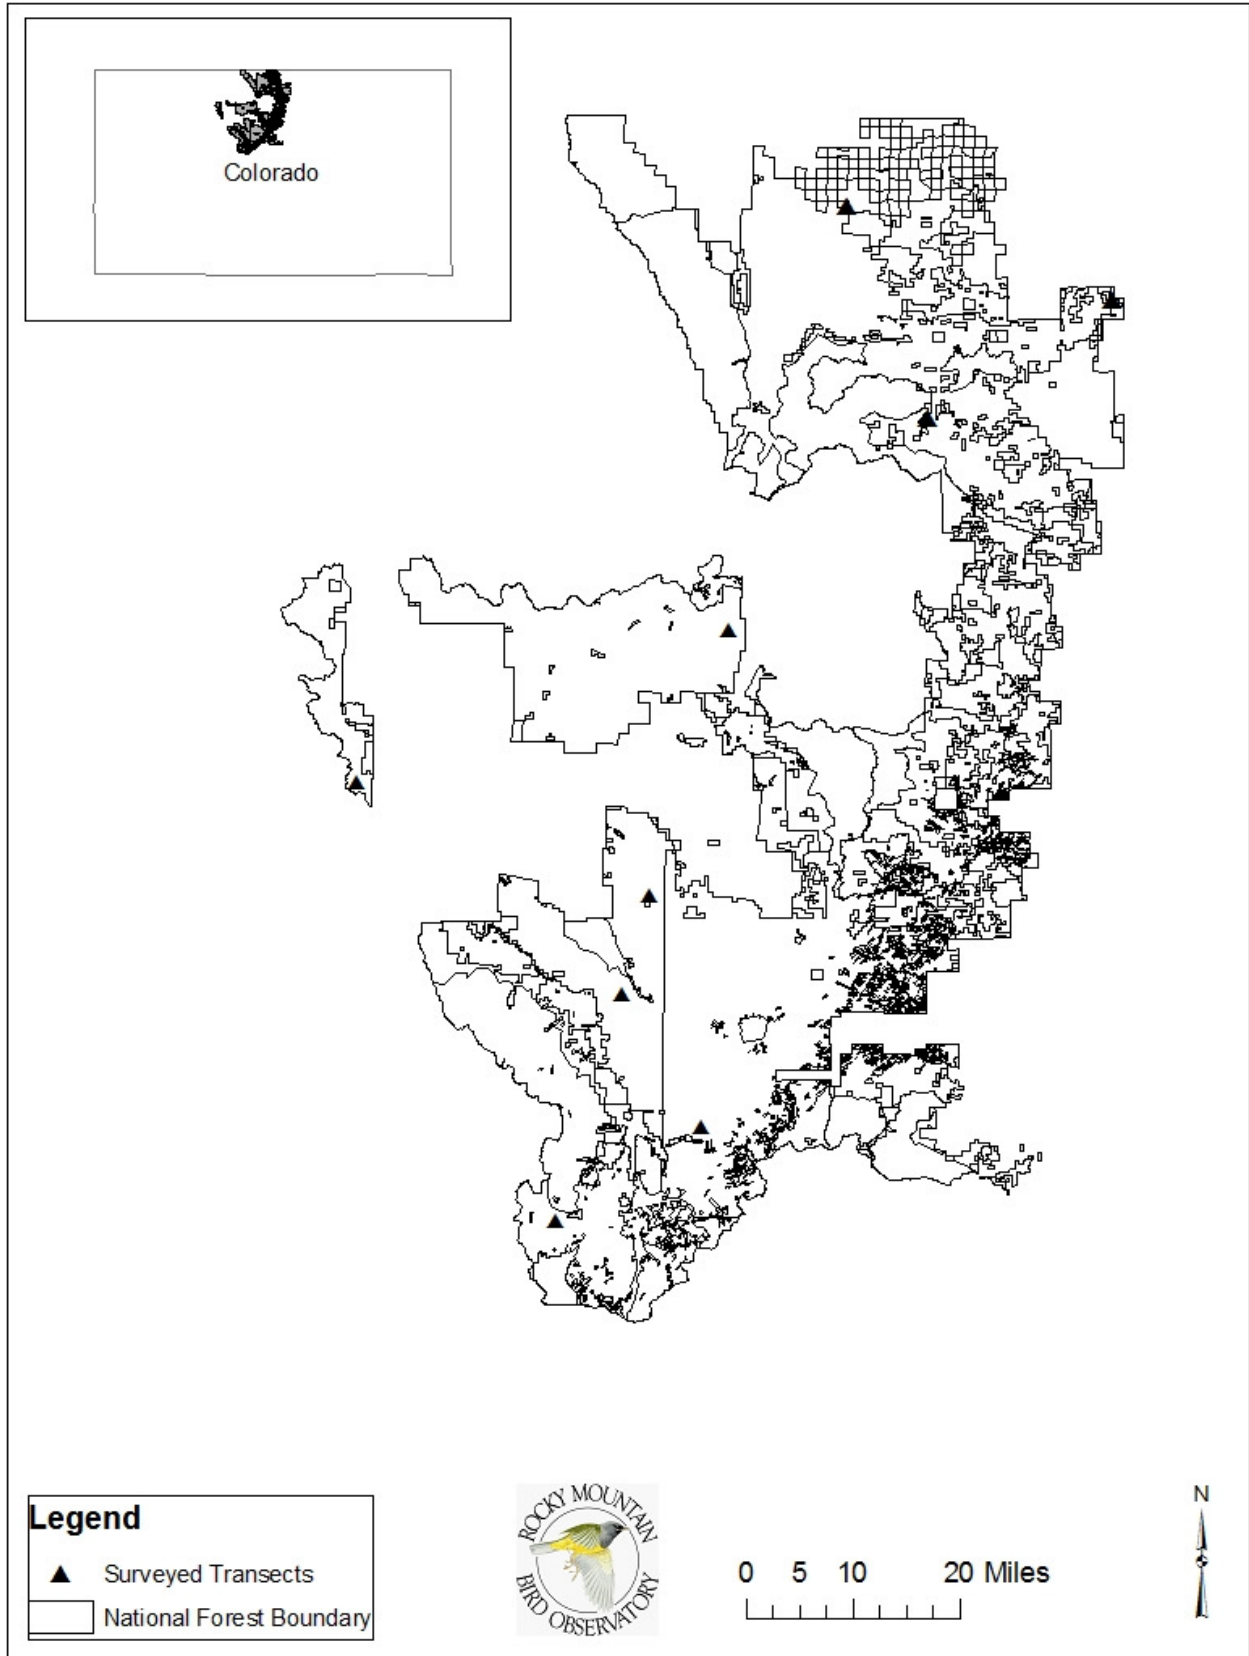 Colorado
Legend
Surveyed Transects
National Forest Boundary
ROCKY MOUNTAIN
BIRD OBSERVATORY
0 5 10 20 Miles
N